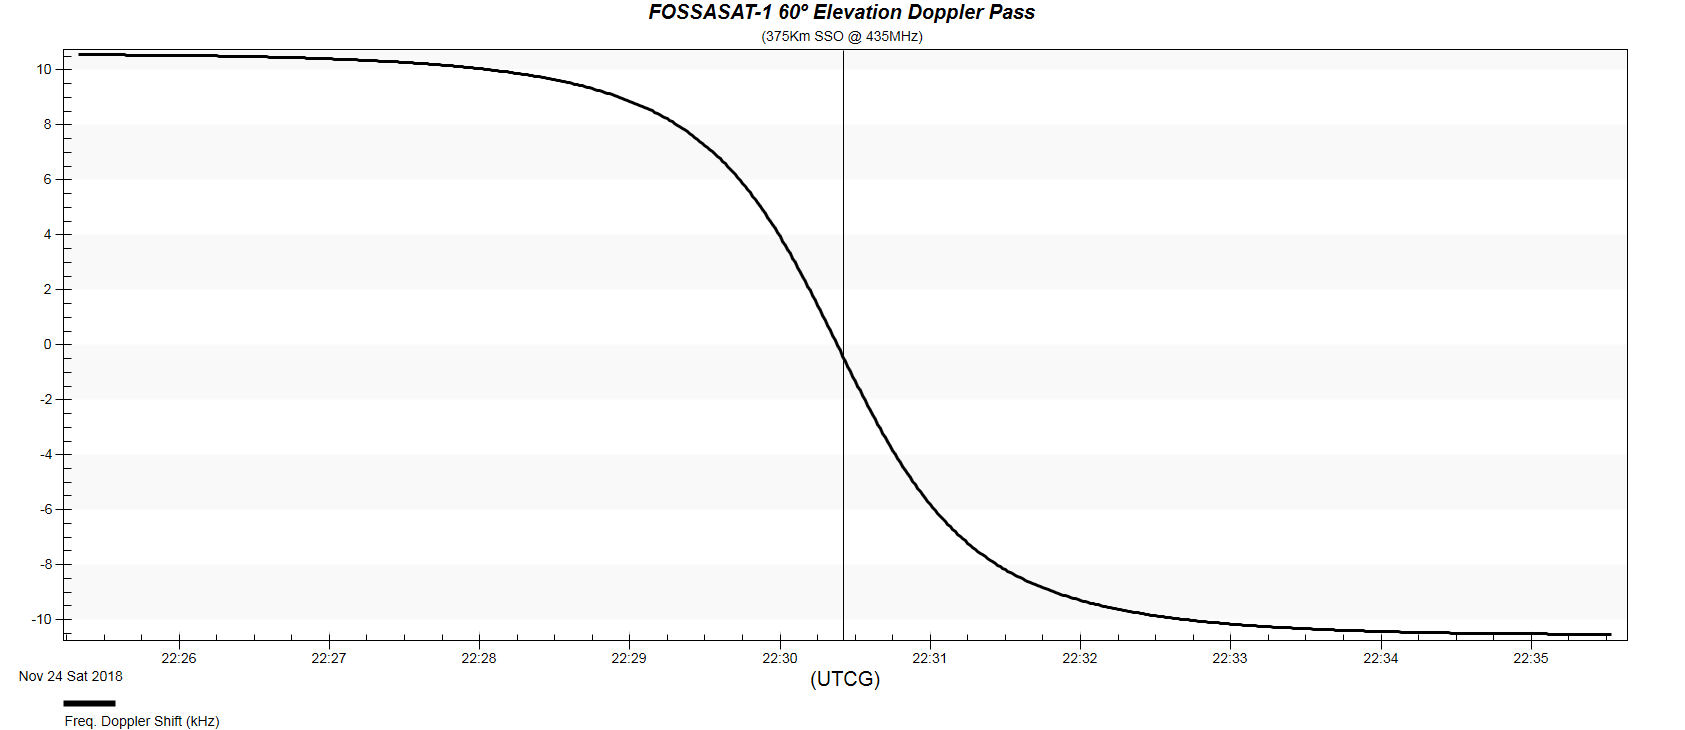 FOSSASAT-1 60º Elevation Doppler Pass
(375Km SSO @ 435MHz)
10
8
6
4
2
0
-2
-4
-6
-8
-10
22:26 22:27 22:28 22:29 22:30 22:31 22:32 22:33 22:34 22:35
Nov 24 Sat 2018 (UTCG)
Freq. Doppler Shift (kHz)